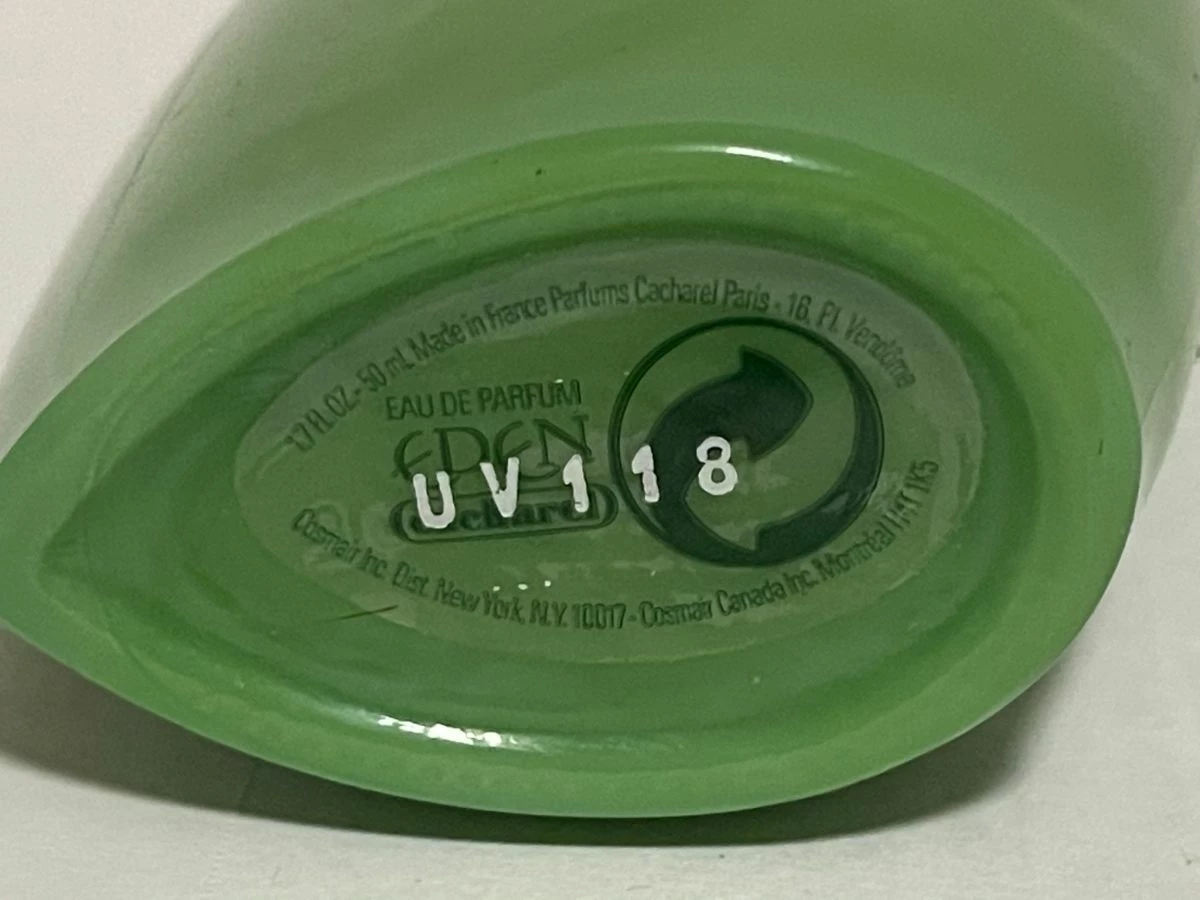 1.7 FL. OZ. - 50 mL Made in France Parfums Cacharel Paris - 16. Pl. Vendôme
EAU DE PARFUM
EDEN
cacharel
UV118
Cosmair Inc. Dist. New York, N.Y. 10017 - Cosmair Canada Inc. Montréal H1T 1K5